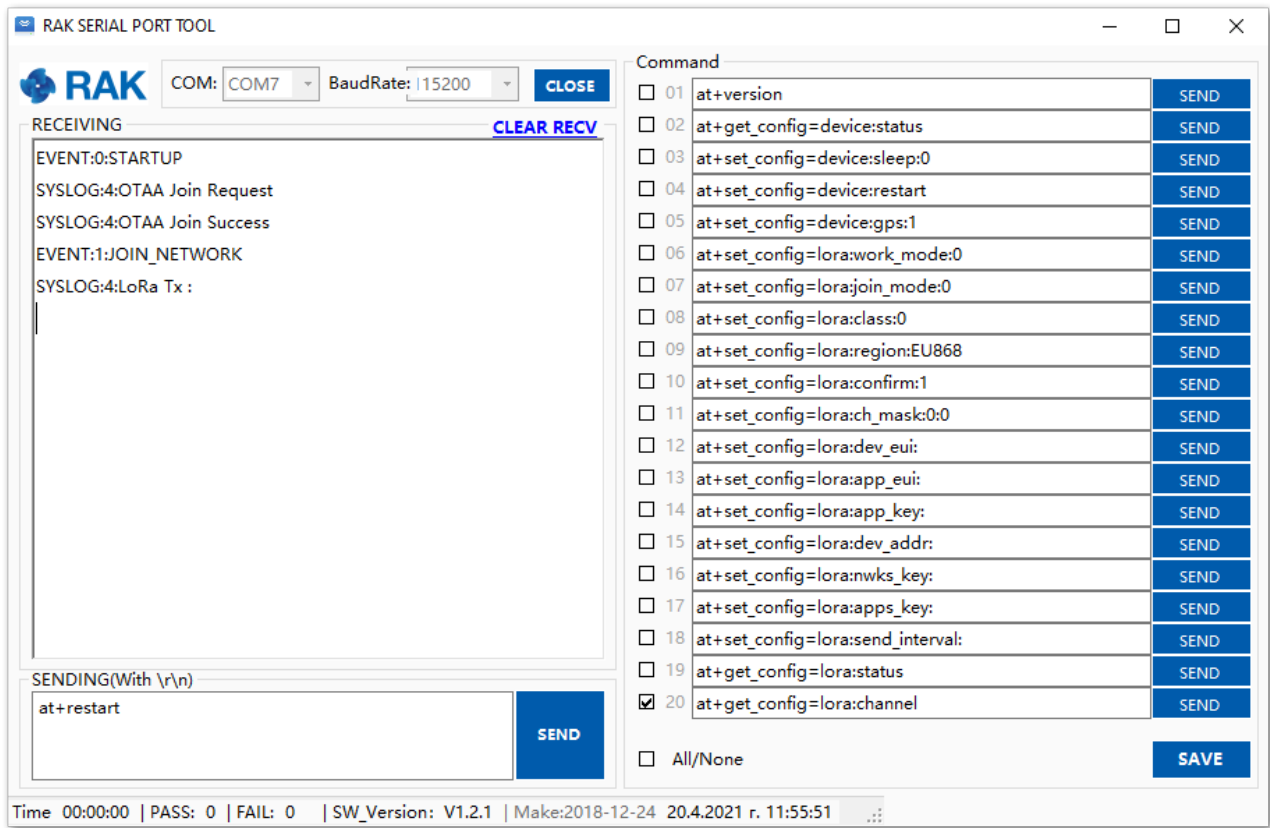 RAK SERIAL PORT TOOL
RAK COM: COM7 BaudRate: 115200 CLOSE
RECEIVING CLEAR RECV
EVENT:0:STARTUP
SYSLOG:4:OTAA Join Request
SYSLOG:4:OTAA Join Success
EVENT:1:JOIN_NETWORK
SYSLOG:4:LoRa Tx :
SENDING(With \r\n)
at+restart
SEND
Command
01 at+version SEND
02 at+get_config=device:status SEND
03 at+set_config=device:sleep:0 SEND
04 at+set_config=device:restart SEND
05 at+set_config=device:gps:1 SEND
06 at+set_config=lora:work_mode:0 SEND
07 at+set_config=lora:join_mode:0 SEND
08 at+set_config=lora:class:0 SEND
09 at+set_config=lora:region:EU868 SEND
10 at+set_config=lora:confirm:1 SEND
11 at+set_config=lora:ch_mask:0:0 SEND
12 at+set_config=lora:dev_eui: SEND
13 at+set_config=lora:app_eui: SEND
14 at+set_config=lora:app_key: SEND
15 at+set_config=lora:dev_addr: SEND
16 at+set_config=lora:nwks_key: SEND
17 at+set_config=lora:apps_key: SEND
18 at+set_config=lora:send_interval: SEND
19 at+get_config=lora:status SEND
20 at+get_config=lora:channel SEND
All/None SAVE
Time 00:00:00 | PASS: 0 | FAIL: 0 | SW_Version: V1.2.1 | Make:2018-12-24 20.4.2021 г. 11:55:51